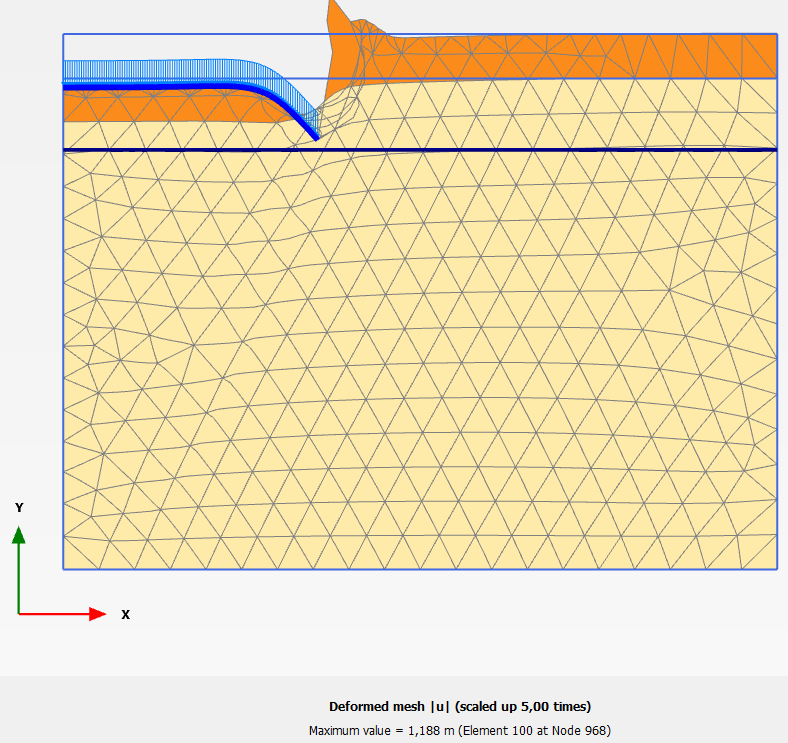 Y
X
Deformed mesh |u| (scaled up 5,00 times)
Maximum value = 1,188 m (Element 100 at Node 968)